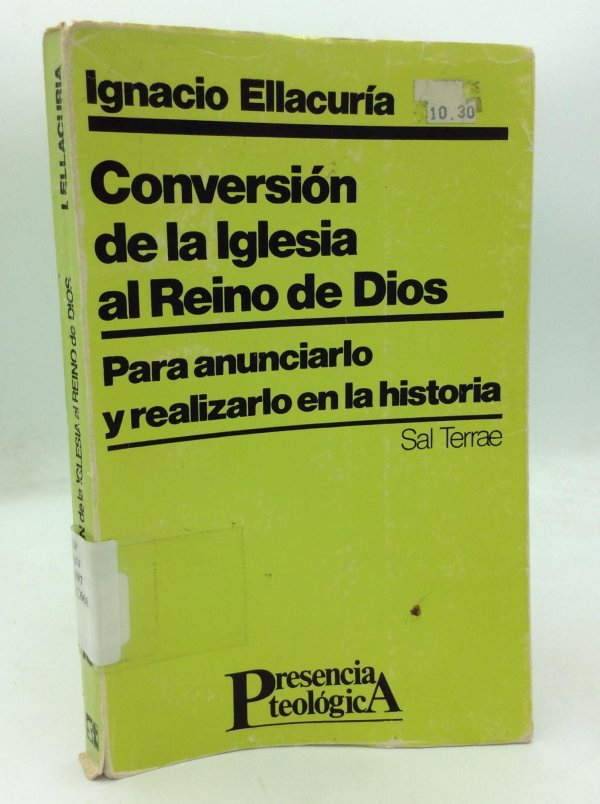 Ignacio Ellacuría
10.30
Conversión
de la Iglesia
al Reino de Dios
Para anunciarlo
y realizarlo en la historia
Sal Terrae
Presencia
teológicA
I. ELLACURIA
de la IGLESIA al REINO de DIOS